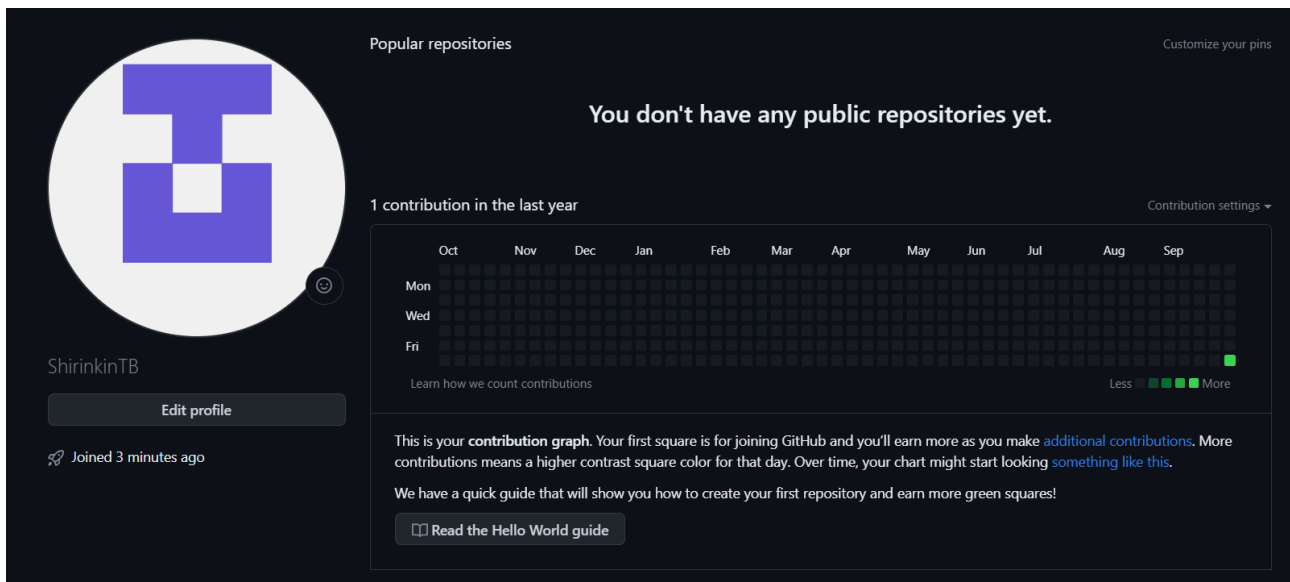 Popular repositories
Customize your pins
You don't have any public repositories yet.
1 contribution in the last year
Contribution settings
Oct Nov Dec Jan Feb Mar Apr May Jun Jul Aug Sep
Mon
Wed
Fri
Learn how we count contributions
Less More
ShirinkinTB
Edit profile
Joined 3 minutes ago
This is your contribution graph. Your first square is for joining GitHub and you'll earn more as you make additional contributions. More
contributions means a higher contrast square color for that day. Over time, your chart might start looking something like this.
We have a quick guide that will show you how to create your first repository and earn more green squares!
Read the Hello World guide